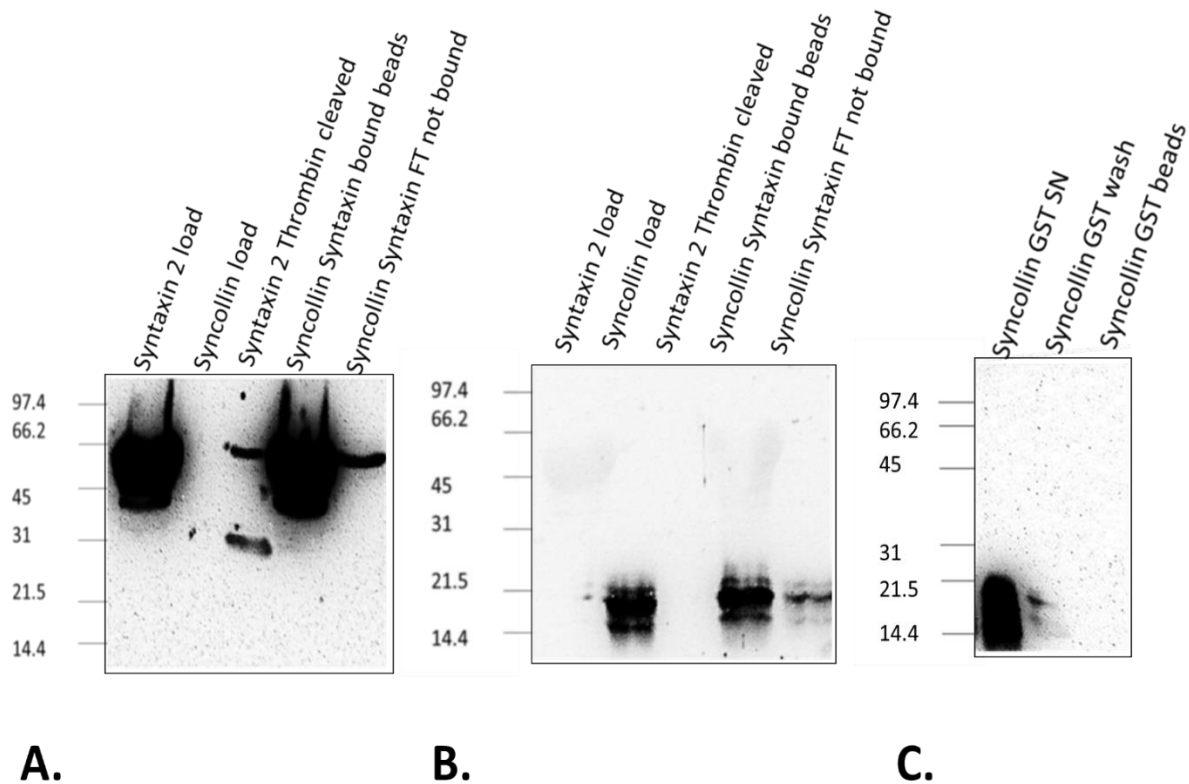 Syntaxin 2 load
Syncollin load
Syntaxin 2 Thrombin cleaved
Syncollin Syntaxin bound beads
Syncollin Syntaxin FT not bound
97.4
66.2
45
31
21.5
14.4
A.
Syntaxin 2 load
Syncollin load
Syntaxin 2 Thrombin cleaved
Syncollin Syntaxin bound beads
Syncollin Syntaxin FT not bound
97.4
66.2
45
31
21.5
14.4
B.
Syncollin GST SN
Syncollin GST wash
Syncollin GST beads
97.4
66.2
45
31
21.5
14.4
C.